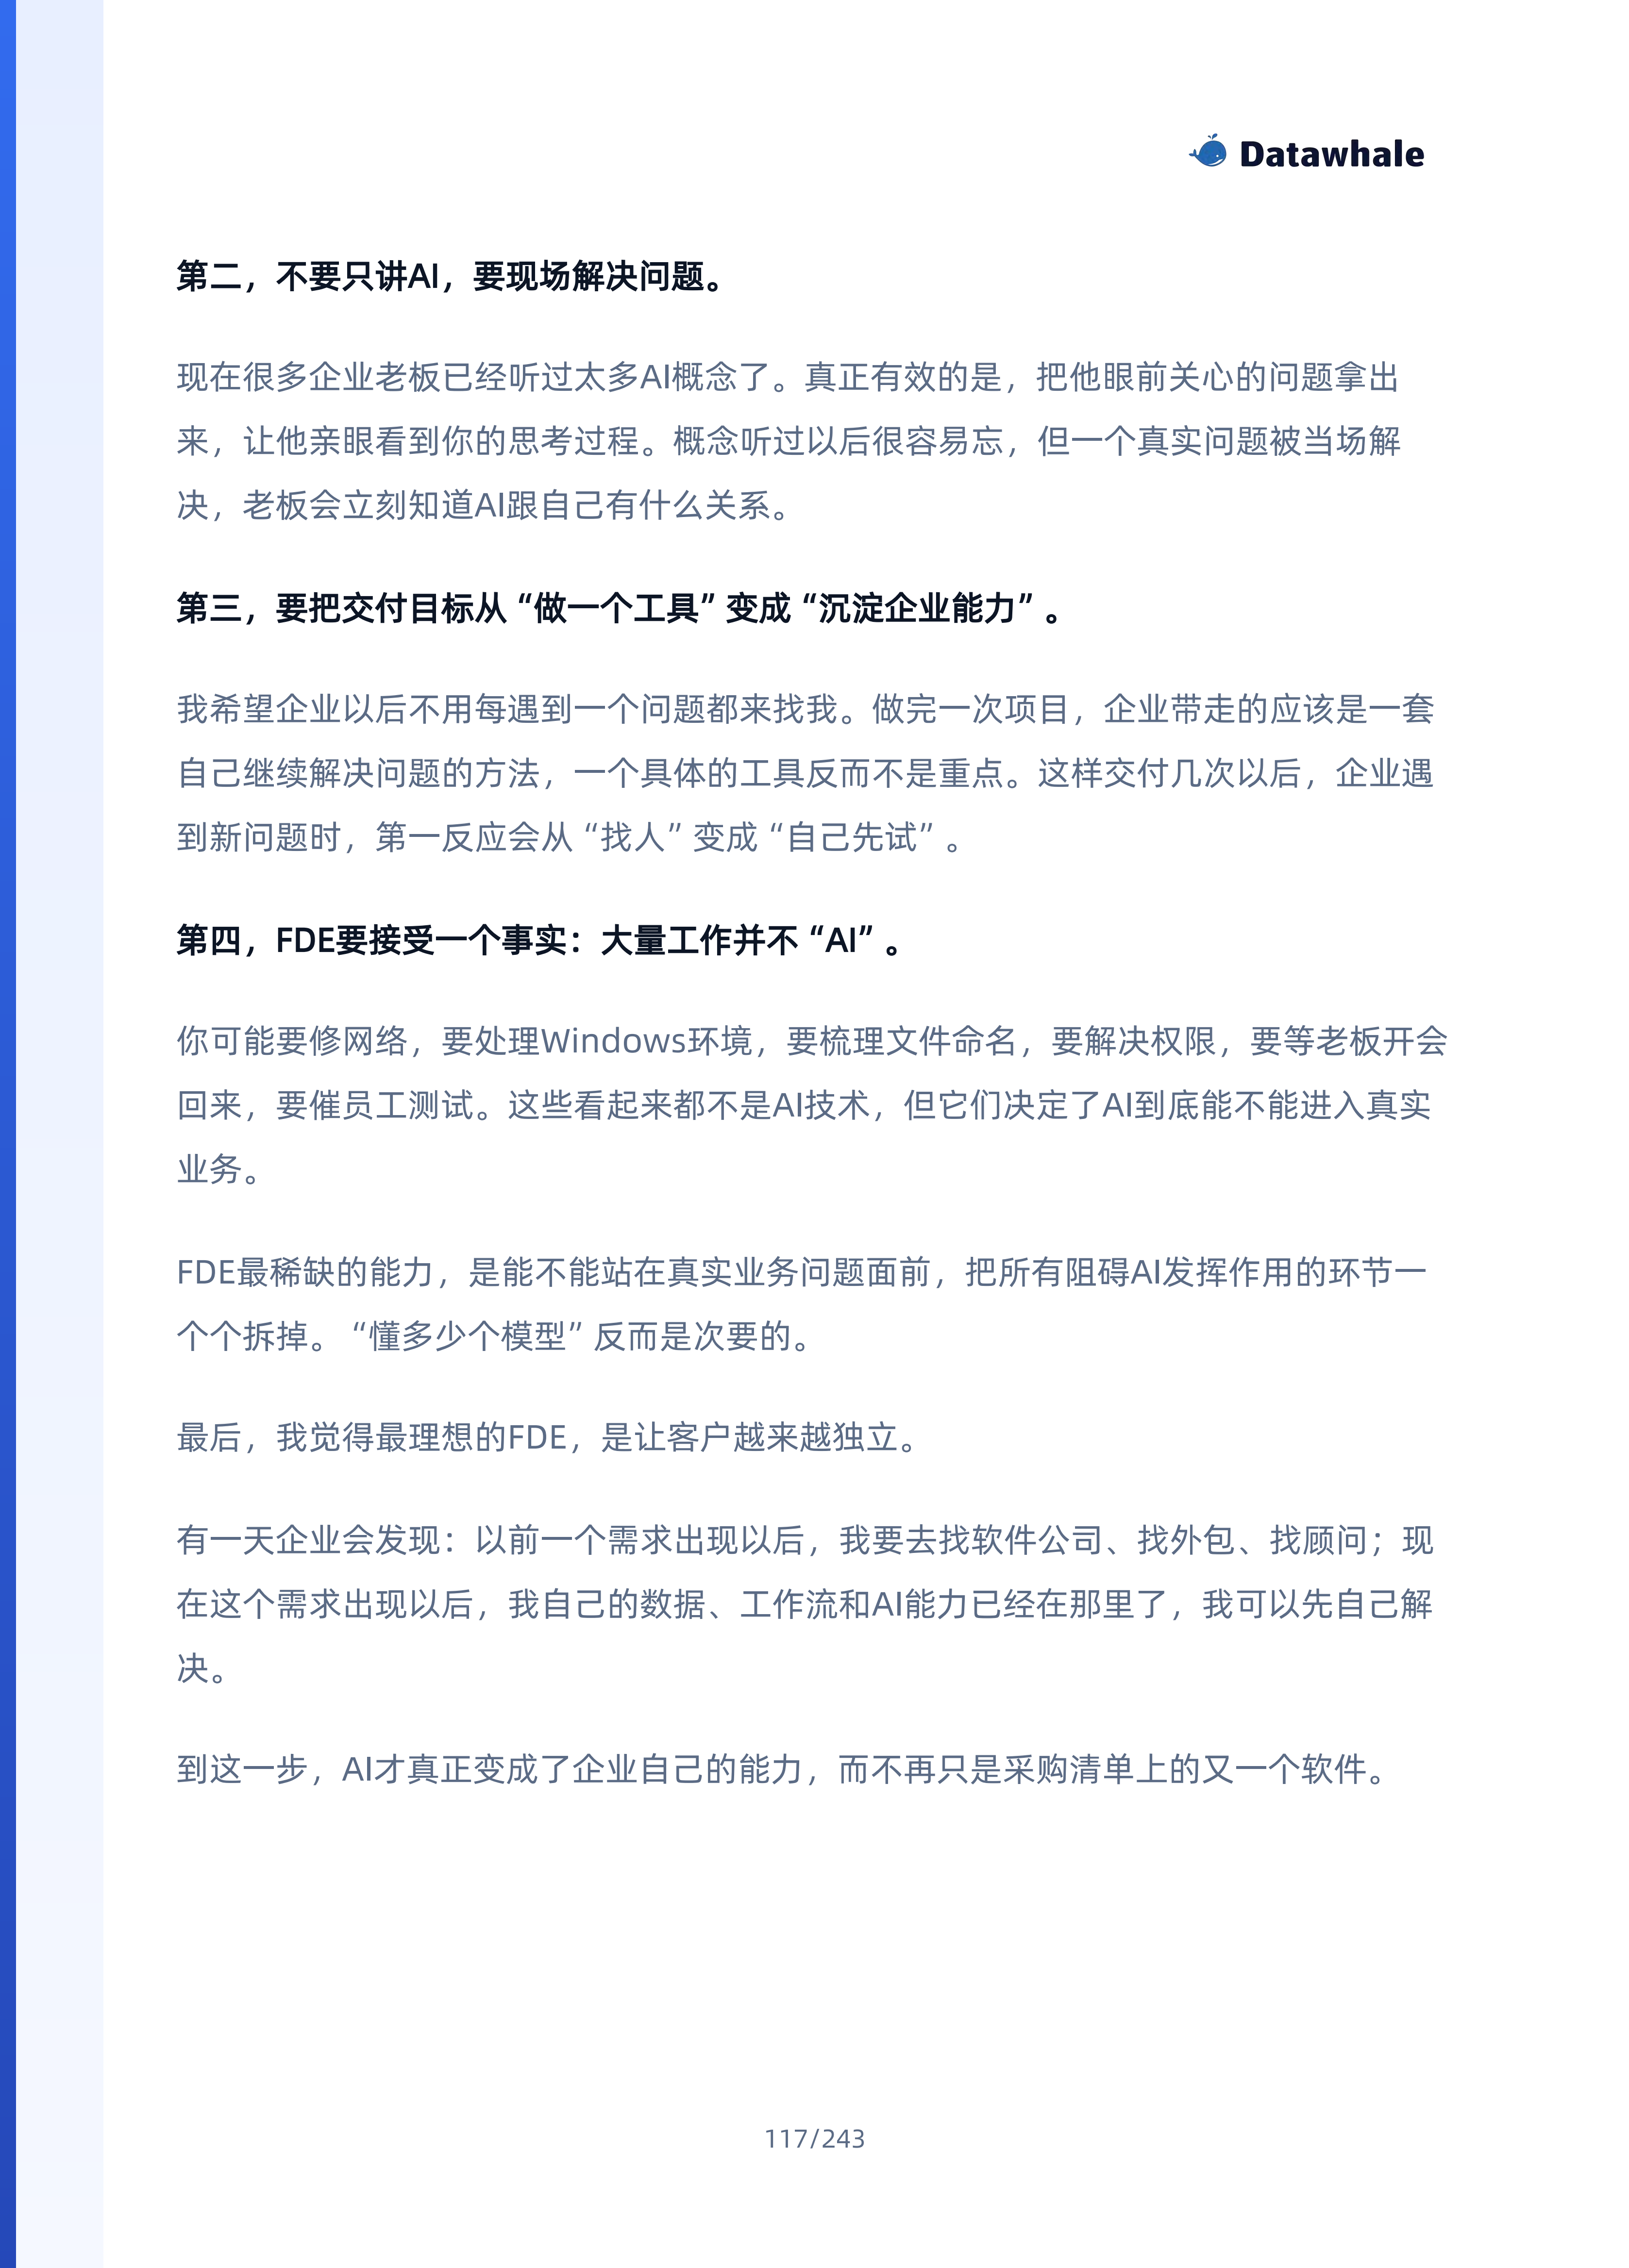 Datawhale
第二，不要只讲AI，要现场解决问题。
现在很多企业老板已经听过太多AI概念了。真正有效的是，把他眼前关心的问题拿出
来，让他亲眼看到你的思考过程。概念听过以后很容易忘，但一个真实问题被当场解
决，老板会立刻知道AI跟自己有什么关系。
第三，要把交付目标从“做一个工具”变成“沉淀企业能力”。
我希望企业以后不用每遇到一个问题都来找我。做完一次项目，企业带走的应该是一套
自己继续解决问题的方法，一个具体的工具反而不是重点。这样交付几次以后，企业遇
到新问题时，第一反应会从“找人”变成“自己先试”。
第四，FDE要接受一个事实：大量工作并不“AI”。
你可能要修网络，要处理Windows环境，要梳理文件命名，要解决权限，要等老板开会
回来，要催员工测试。这些看起来都不是AI技术，但它们决定了AI到底能不能进入真实
业务。
FDE最稀缺的能力，是能不能站在真实业务问题面前，把所有阻碍AI发挥作用的环节一
个个拆掉。“懂多少个模型”反而是次要的。
最后，我觉得最理想的FDE，是让客户越来越独立。
有一天企业会发现：以前一个需求出现以后，我要去找软件公司、找外包、找顾问；现
在这个需求出现以后，我自己的数据、工作流和AI能力已经在那里了，我可以先自己解
决。
到这一步，AI才真正变成了企业自己的能力，而不再只是采购清单上的又一个软件。
117/243